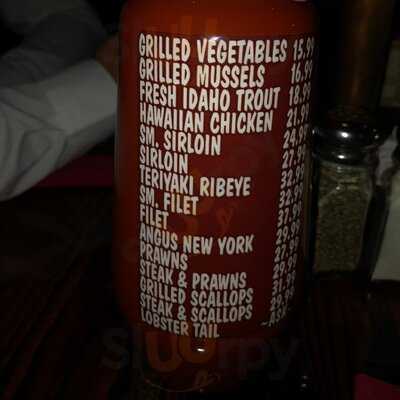 GRILLED VEGETABLES 15.99
GRILLED MUSSELS 16.99
FRESH IDAHO TROUT 18.99
HAWAIIAN CHICKEN 21.99
SM. SIRLOIN 24.99
SIRLOIN 27.99
TERIYAKI RIBEYE 32.99
SM. FILET 32.99
FILET 37.99
ANGUS NEW YORK 29.99
PRAWNS 27.99
STEAK & PRAWNS 29.99
GRILLED SCALLOPS 31.99
STEAK & SCALLOPS
LOBSTER TAIL ~ASK~
Sluurpy